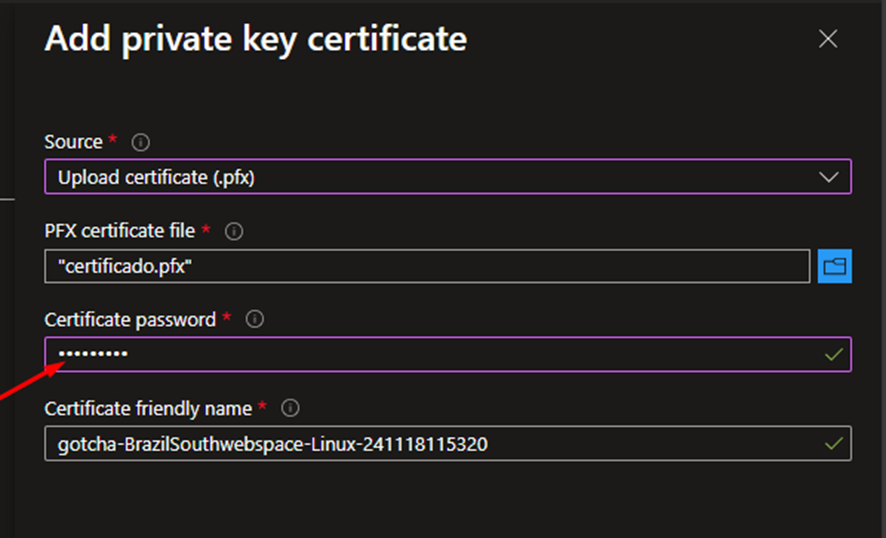 Add private key certificate
Source *
Upload certificate (.pfx)
PFX certificate file *
"certificado.pfx"
Certificate password *
•••••••••
Certificate friendly name *
gotcha-BrazilSouthwebspace-Linux-241118115320